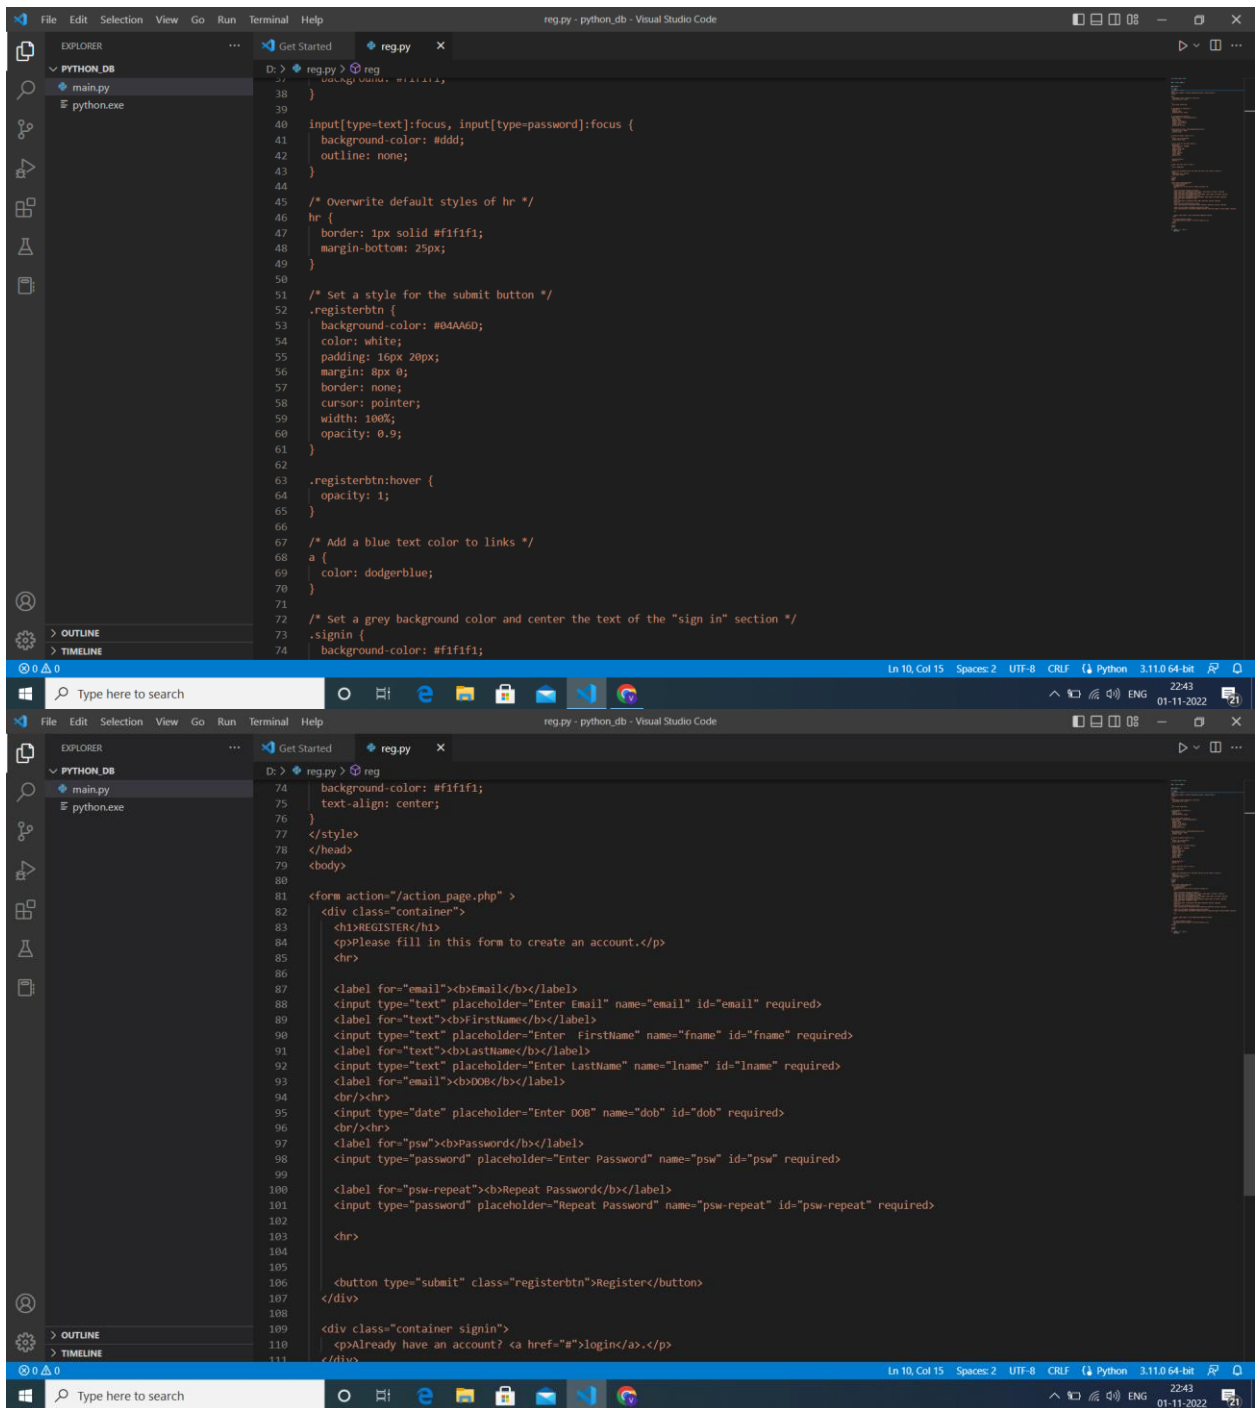 File Edit Selection View Go Run Terminal Help reg.py - python_db - Visual Studio Code
EXPLORER ... Get Started reg.py
PYTHON_DB D: > reg.py > reg
main.py
python.exe
37 background: #f1f1f1;
38 }
39
40 input[type=text]:focus, input[type=password]:focus {
41 background-color: #ddd;
42 outline: none;
43 }
44
45 /* Overwrite default styles of hr */
46 hr {
47 border: 1px solid #f1f1f1;
48 margin-bottom: 25px;
49 }
50
51 /* Set a style for the submit button */
52 .registerbtn {
53 background-color: #04AA6D;
54 color: white;
55 padding: 16px 20px;
56 margin: 8px 0;
57 border: none;
58 cursor: pointer;
59 width: 100%;
60 opacity: 0.9;
61 }
62
63 .registerbtn:hover {
64 opacity: 1;
65 }
66
67 /* Add a blue text color to links */
68 a {
69 color: dodgerblue;
70 }
71
72 /* Set a grey background color and center the text of the "sign in" section */
73 .signin {
74 background-color: #f1f1f1;
OUTLINE
TIMELINE
0 0 Ln 10, Col 15 Spaces: 2 UTF-8 CRLF Python 3.11.0 64-bit
Type here to search ENG 22:43
01-11-2022 21
File Edit Selection View Go Run Terminal Help reg.py - python_db - Visual Studio Code
EXPLORER ... Get Started reg.py
PYTHON_DB D: > reg.py > reg
main.py
python.exe
74 background-color: #f1f1f1;
75 text-align: center;
76 }
77 </style>
78 </head>
79 <body>
80
81 <form action="/action_page.php" >
82 <div class="container">
83 <h1>REGISTER</h1>
84 <p>Please fill in this form to create an account.</p>
85 <hr>
86
87 <label for="email"><b>Email</b></label>
88 <input type="text" placeholder="Enter Email" name="email" id="email" required>
89 <label for="text"><b>FirstName</b></label>
90 <input type="text" placeholder="Enter  FirstName" name="fname" id="fname" required>
91 <label for="text"><b>LastName</b></label>
92 <input type="text" placeholder="Enter LastName" name="lname" id="lname" required>
93 <label for="email"><b>DOB</b></label>
94 <br/><hr>
95 <input type="date" placeholder="Enter DOB" name="dob" id="dob" required>
96 <br/><hr>
97 <label for="psw"><b>Password</b></label>
98 <input type="password" placeholder="Enter Password" name="psw" id="psw" required>
99
100 <label for="psw-repeat"><b>Repeat Password</b></label>
101 <input type="password" placeholder="Repeat Password" name="psw-repeat" id="psw-repeat" required>
102
103 <hr>
104
105
106 <button type="submit" class="registerbtn">Register</button>
107 </div>
108
109 <div class="container signin">
110 <p>Already have an account? <a href="#">login</a>.</p>
111 </div>
OUTLINE
TIMELINE
0 0 Ln 10, Col 15 Spaces: 2 UTF-8 CRLF Python 3.11.0 64-bit
Type here to search ENG 22:43
01-11-2022 21